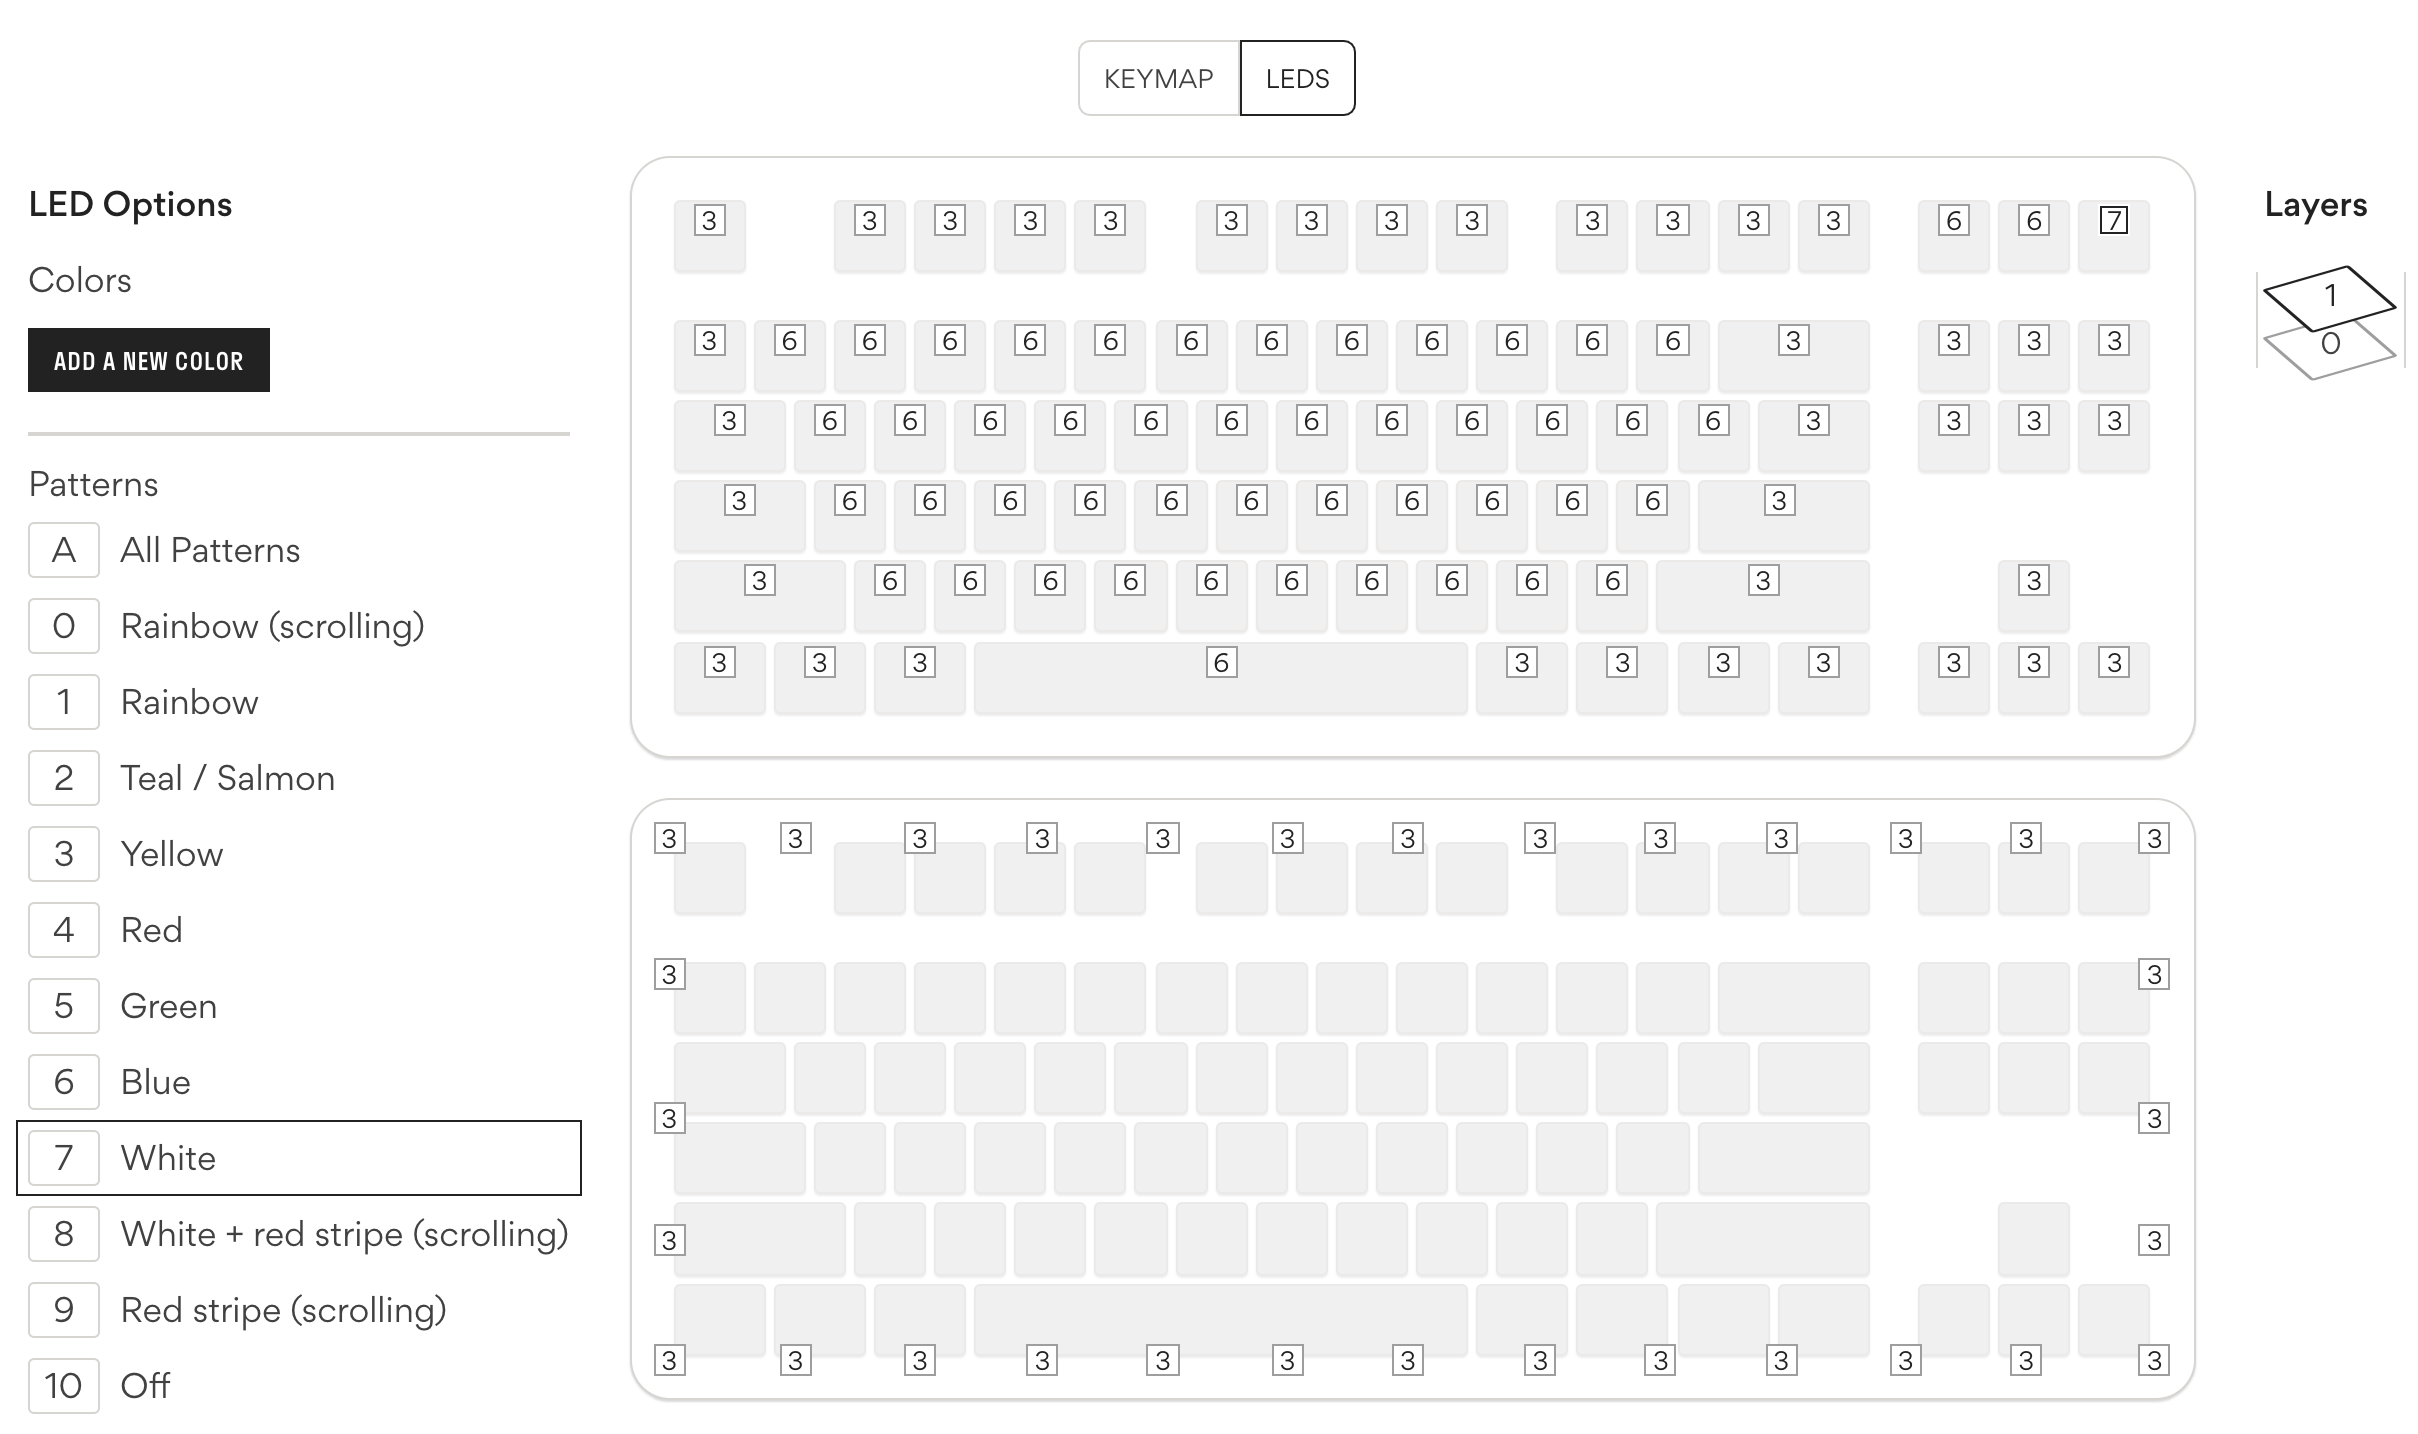 KEYMAP LEDS
LED Options
Colors
ADD A NEW COLOR
Patterns
A All Patterns
0 Rainbow (scrolling)
1 Rainbow
2 Teal / Salmon
3 Yellow
4 Red
5 Green
6 Blue
7 White
8 White + red stripe (scrolling)
9 Red stripe (scrolling)
10 Off
3 3 3 3 3 3 3 3 3 3 3 3 3 6 6 7
3 6 6 6 6 6 6 6 6 6 6 6 6 3 3 3 3
3 6 6 6 6 6 6 6 6 6 6 6 6 3 3 3 3
3 6 6 6 6 6 6 6 6 6 6 6 3
3 6 6 6 6 6 6 6 6 6 6 3 3
3 3 3 6 3 3 3 3 3 3 3
3 3 3 3 3 3 3 3 3 3 3 3 3
3 3
3 3
3 3
3 3 3 3 3 3 3 3 3 3 3 3 3
Layers
1
0